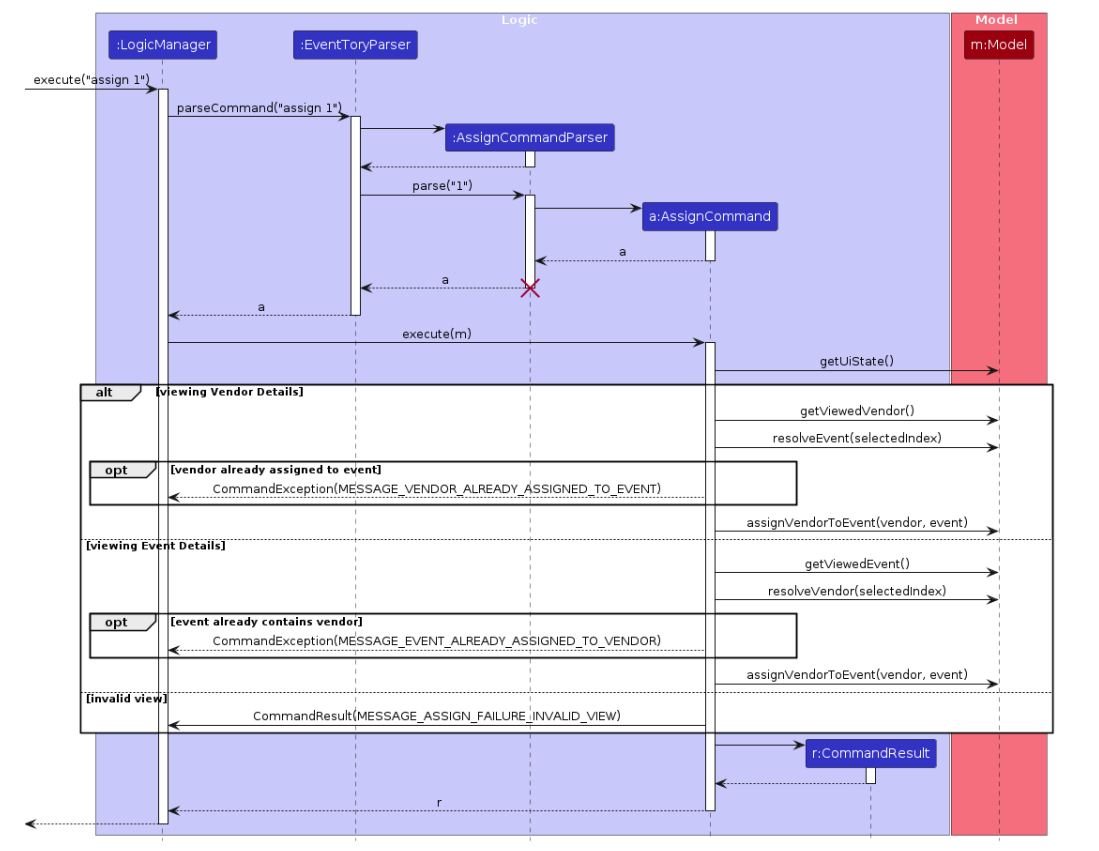 Logic
Model
:LogicManager
:EventToryParser
m:Model
execute("assign 1")
parseCommand("assign 1")
:AssignCommandParser
parse("1")
a:AssignCommand
a
a
a
execute(m)
getUiState()
alt
[viewing Vendor Details]
getViewedVendor()
resolveEvent(selectedIndex)
opt
[vendor already assigned to event]
CommandException(MESSAGE_VENDOR_ALREADY_ASSIGNED_TO_EVENT)
assignVendorToEvent(vendor, event)
[viewing Event Details]
getViewedEvent()
resolveVendor(selectedIndex)
opt
[event already contains vendor]
CommandException(MESSAGE_EVENT_ALREADY_ASSIGNED_TO_VENDOR)
assignVendorToEvent(vendor, event)
[invalid view]
CommandResult(MESSAGE_ASSIGN_FAILURE_INVALID_VIEW)
r:CommandResult
r